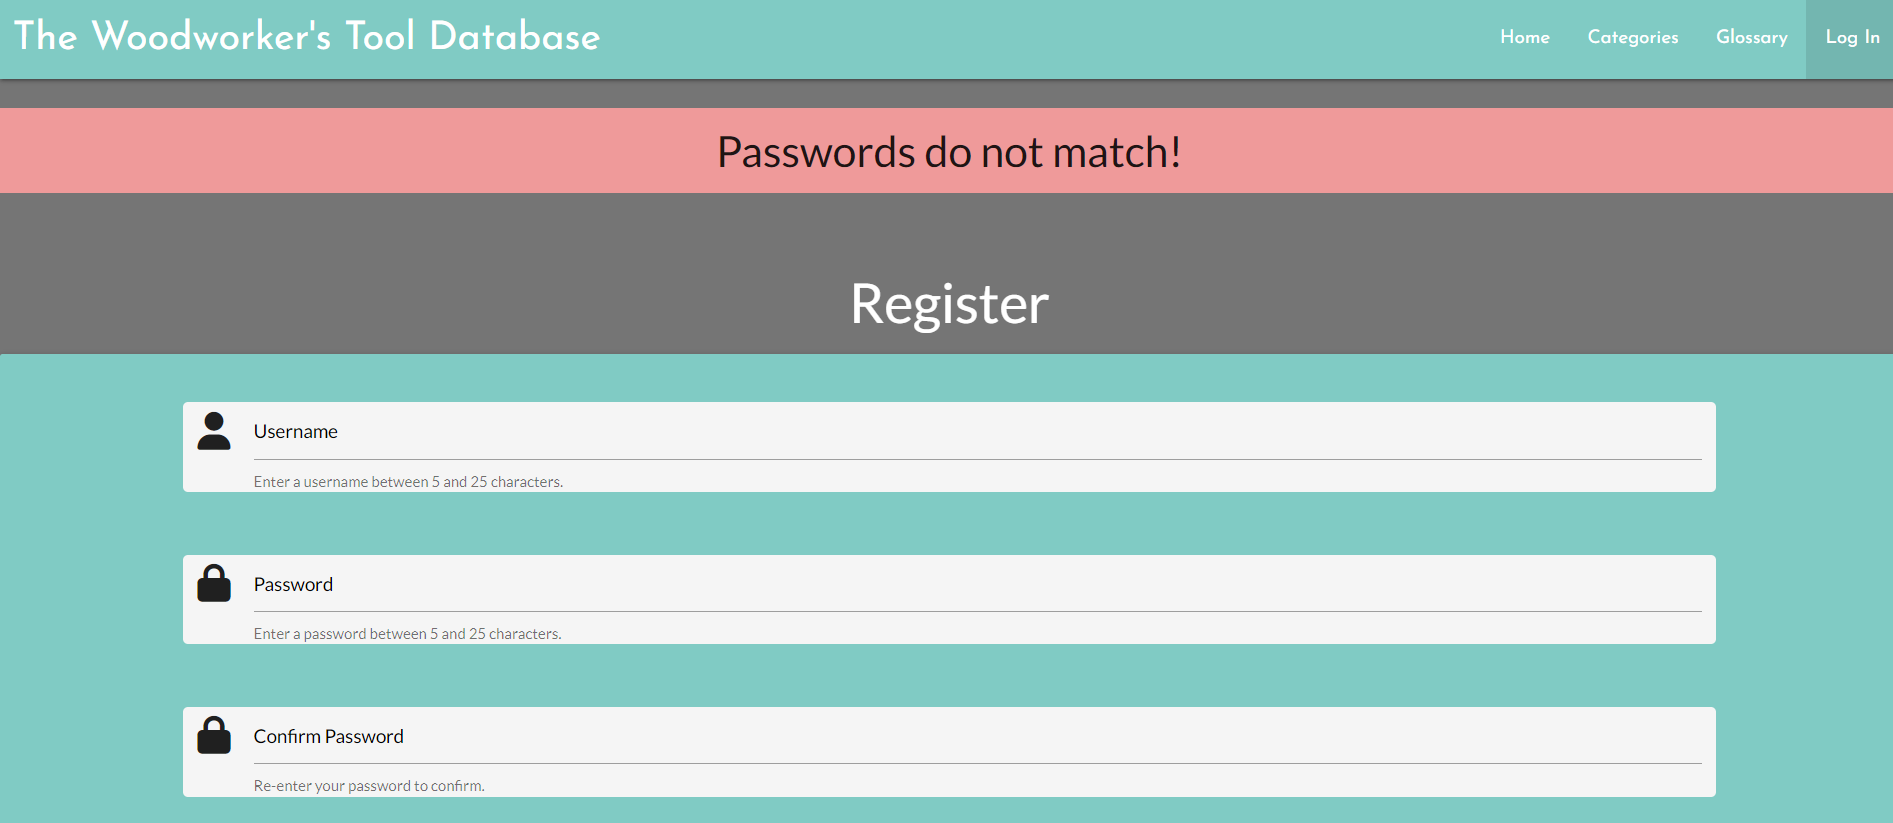 The Woodworker's Tool Database
Home Categories Glossary Log In
Passwords do not match!
Register
Username
Enter a username between 5 and 25 characters.
Password
Enter a password between 5 and 25 characters.
Confirm Password
Re-enter your password to confirm.